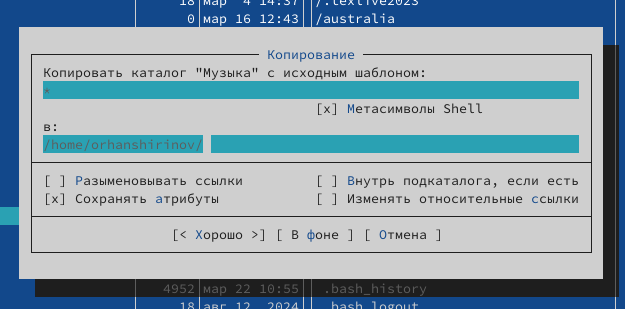 18 мар  4 14:37 /.texlive2023
0 мар 16 12:43 /australia
Копирование
Копировать каталог "Музыка" с исходным шаблоном:
*
[x] Метасимволы Shell
в:
/home/orhanshirinov/
[ ] Разыменовывать ссылки [ ] Внутрь подкаталога, если есть
[x] Сохранять атрибуты [ ] Изменять относительные ссылки
[< Хорошо >] [ В фоне ] [ Отмена ]
4952 мар 22 10:55 .bash_history
18 авг 12  2024 .bash_logout